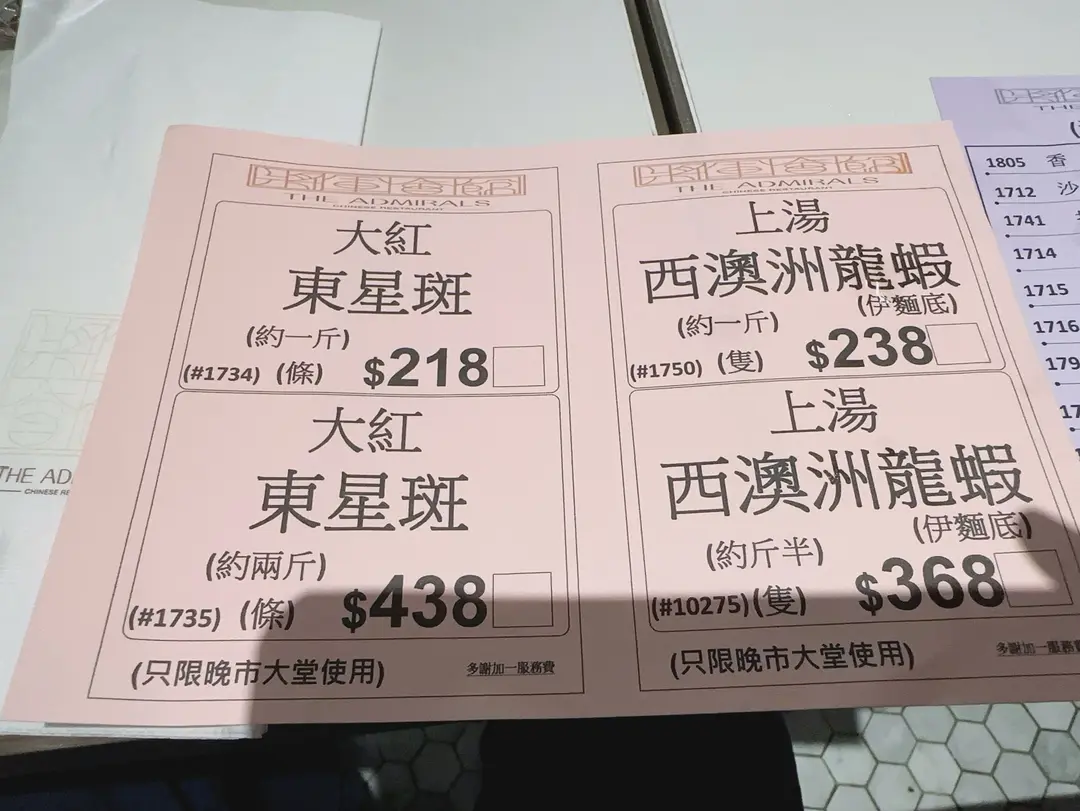 THE ADMIRALS
CHINESE RESTAURANT
大紅
東星斑
(約一斤)
(#1734) (條) $218
大紅
東星斑
(約兩斤)
(#1735) (條) $438
(只限晚市大堂使用) 多謝加一服務費
THE ADMIRALS
CHINESE RESTAURANT
上湯
西澳洲龍蝦
(伊麵底)
(約一斤)
(#1750) (隻) $238
上湯
西澳洲龍蝦
(伊麵底)
(約斤半)
(#10275) (隻) $368
(只限晚市大堂使用) 多謝加一服務費
THE AD
CHINESE RE
THE
1805 香
1712 沙
1741
1714
1715
1716
179
17